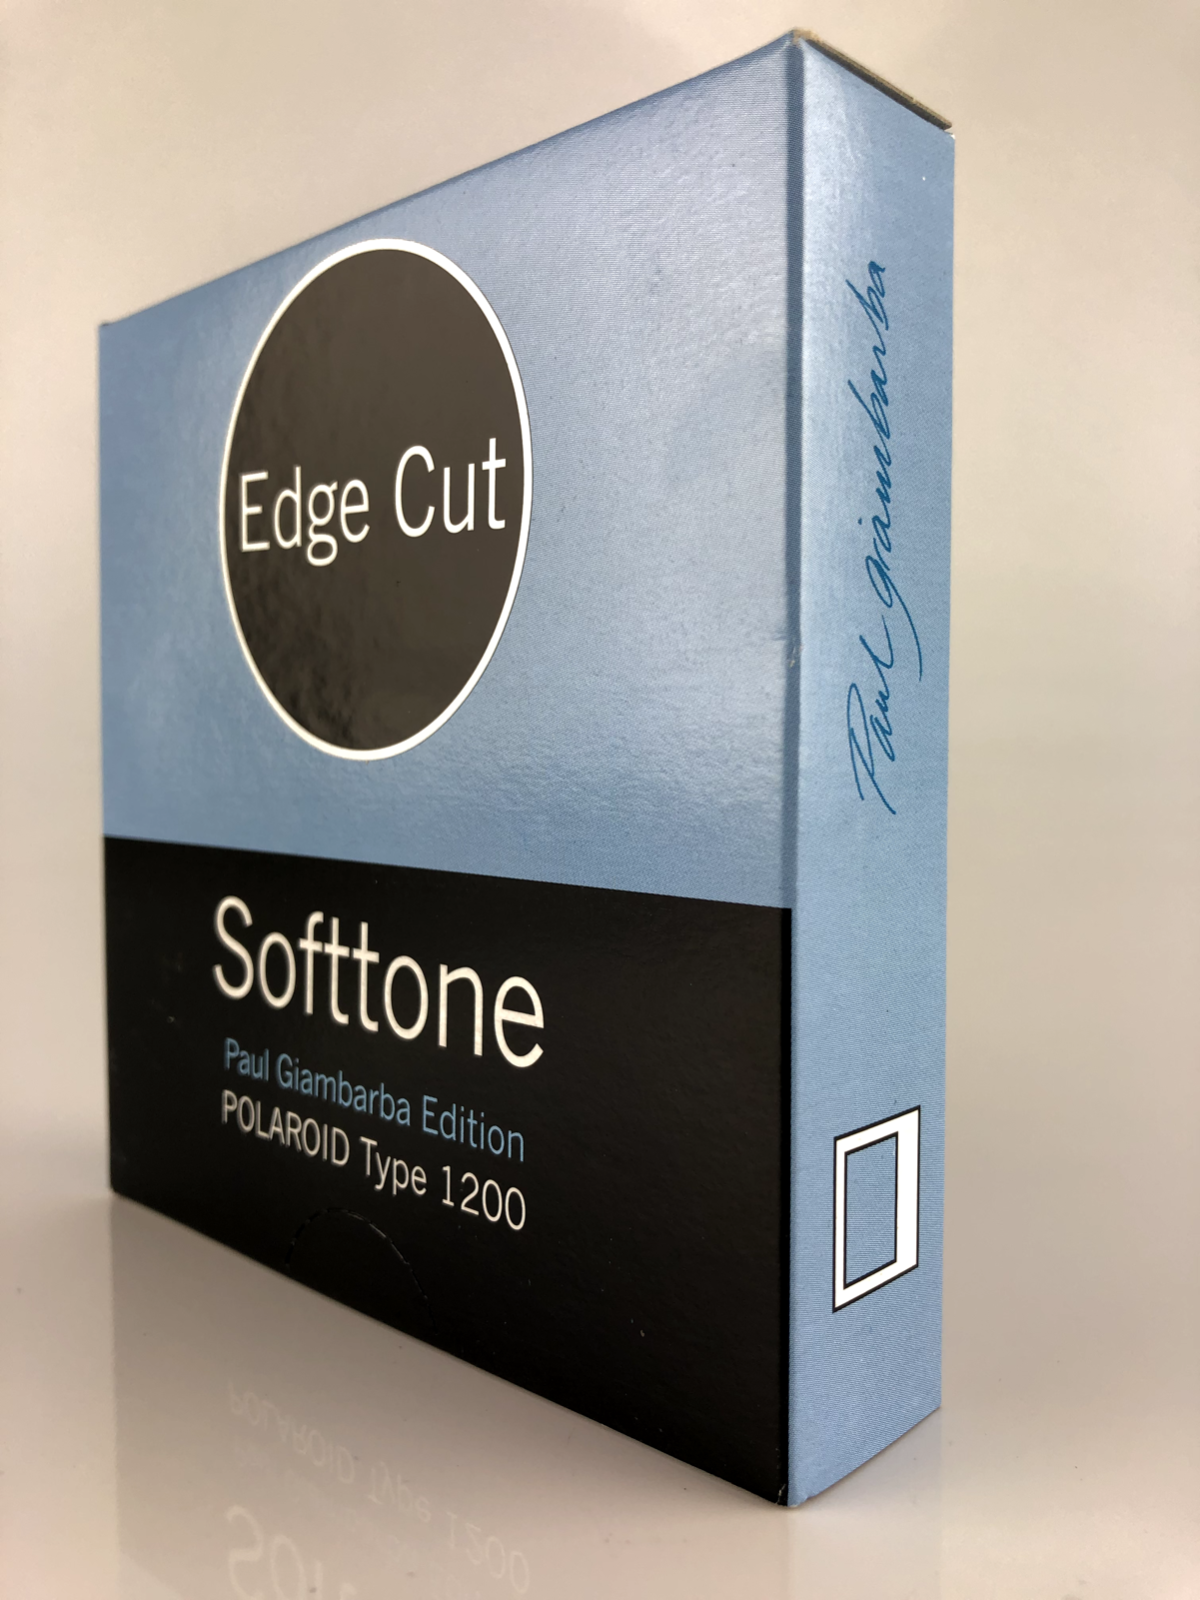 Edge Cut
Softtone
Paul Giambarba Edition
POLAROID Type 1200
Paul Giambarba